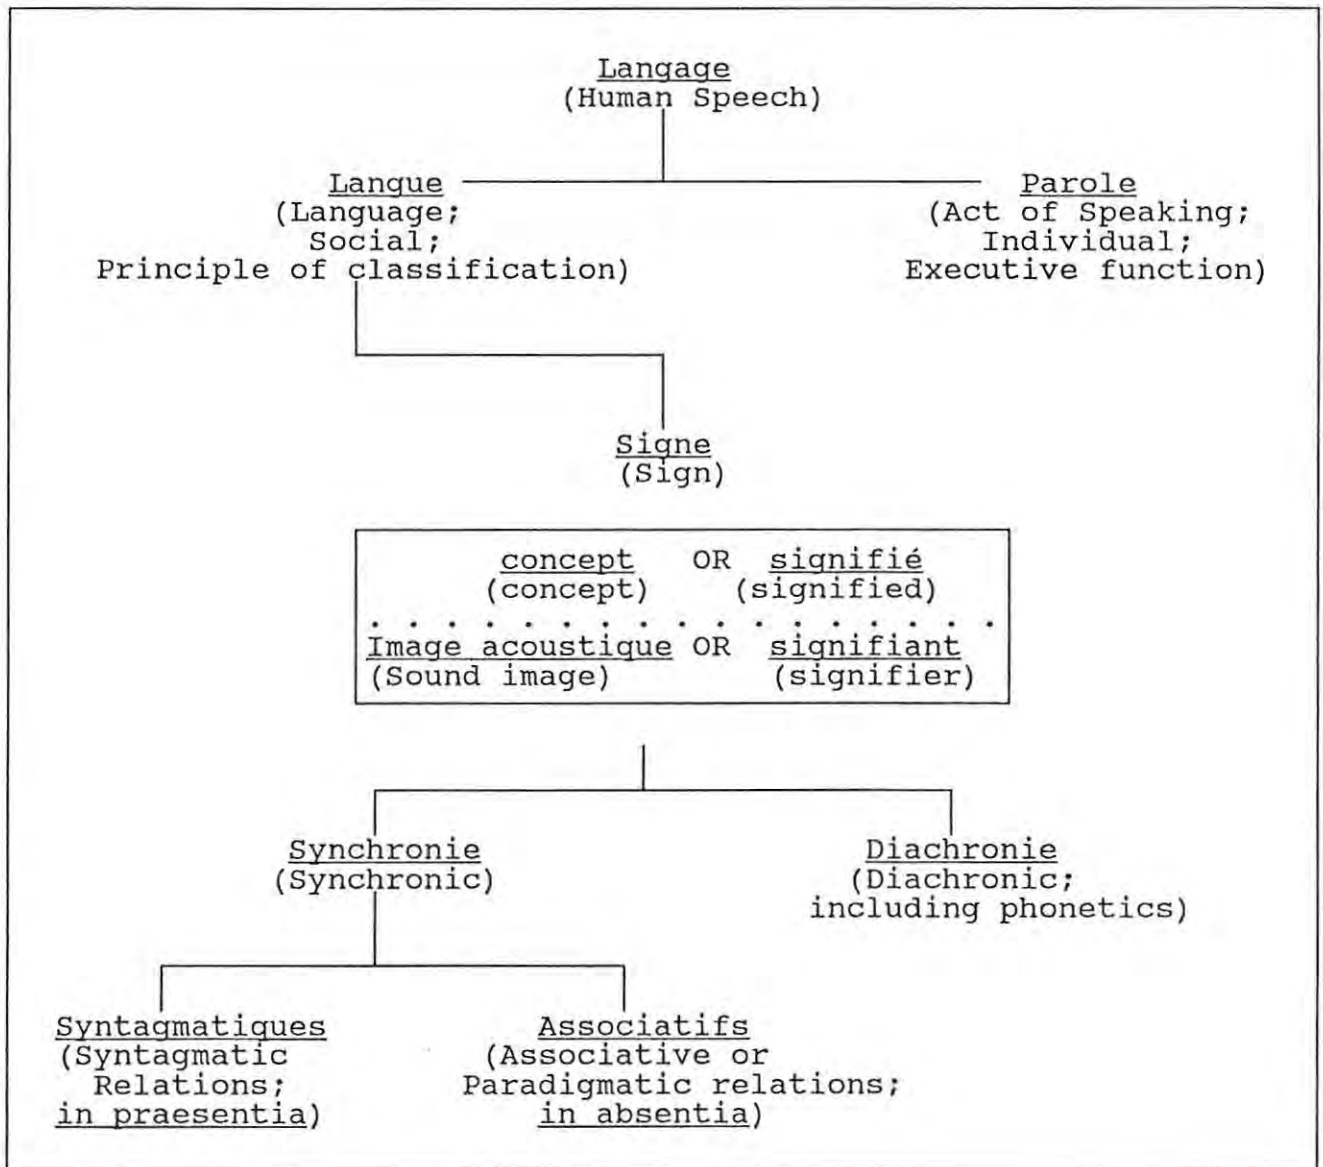 Langage
(Human Speech)
Langue
(Language;
Social;
Principle of classification)
Parole
(Act of Speaking;
Individual;
Executive function)
Signe
(Sign)
concept OR signifié
(concept) (signified)
Image acoustique OR signifiant
(Sound image) (signifier)
Synchronie
(Synchronic)
Diachronie
(Diachronic;
including phonetics)
Syntagmatiques
(Syntagmatic
Relations;
in praesentia)
Associatifs
(Associative or
Paradigmatic relations;
in absentia)